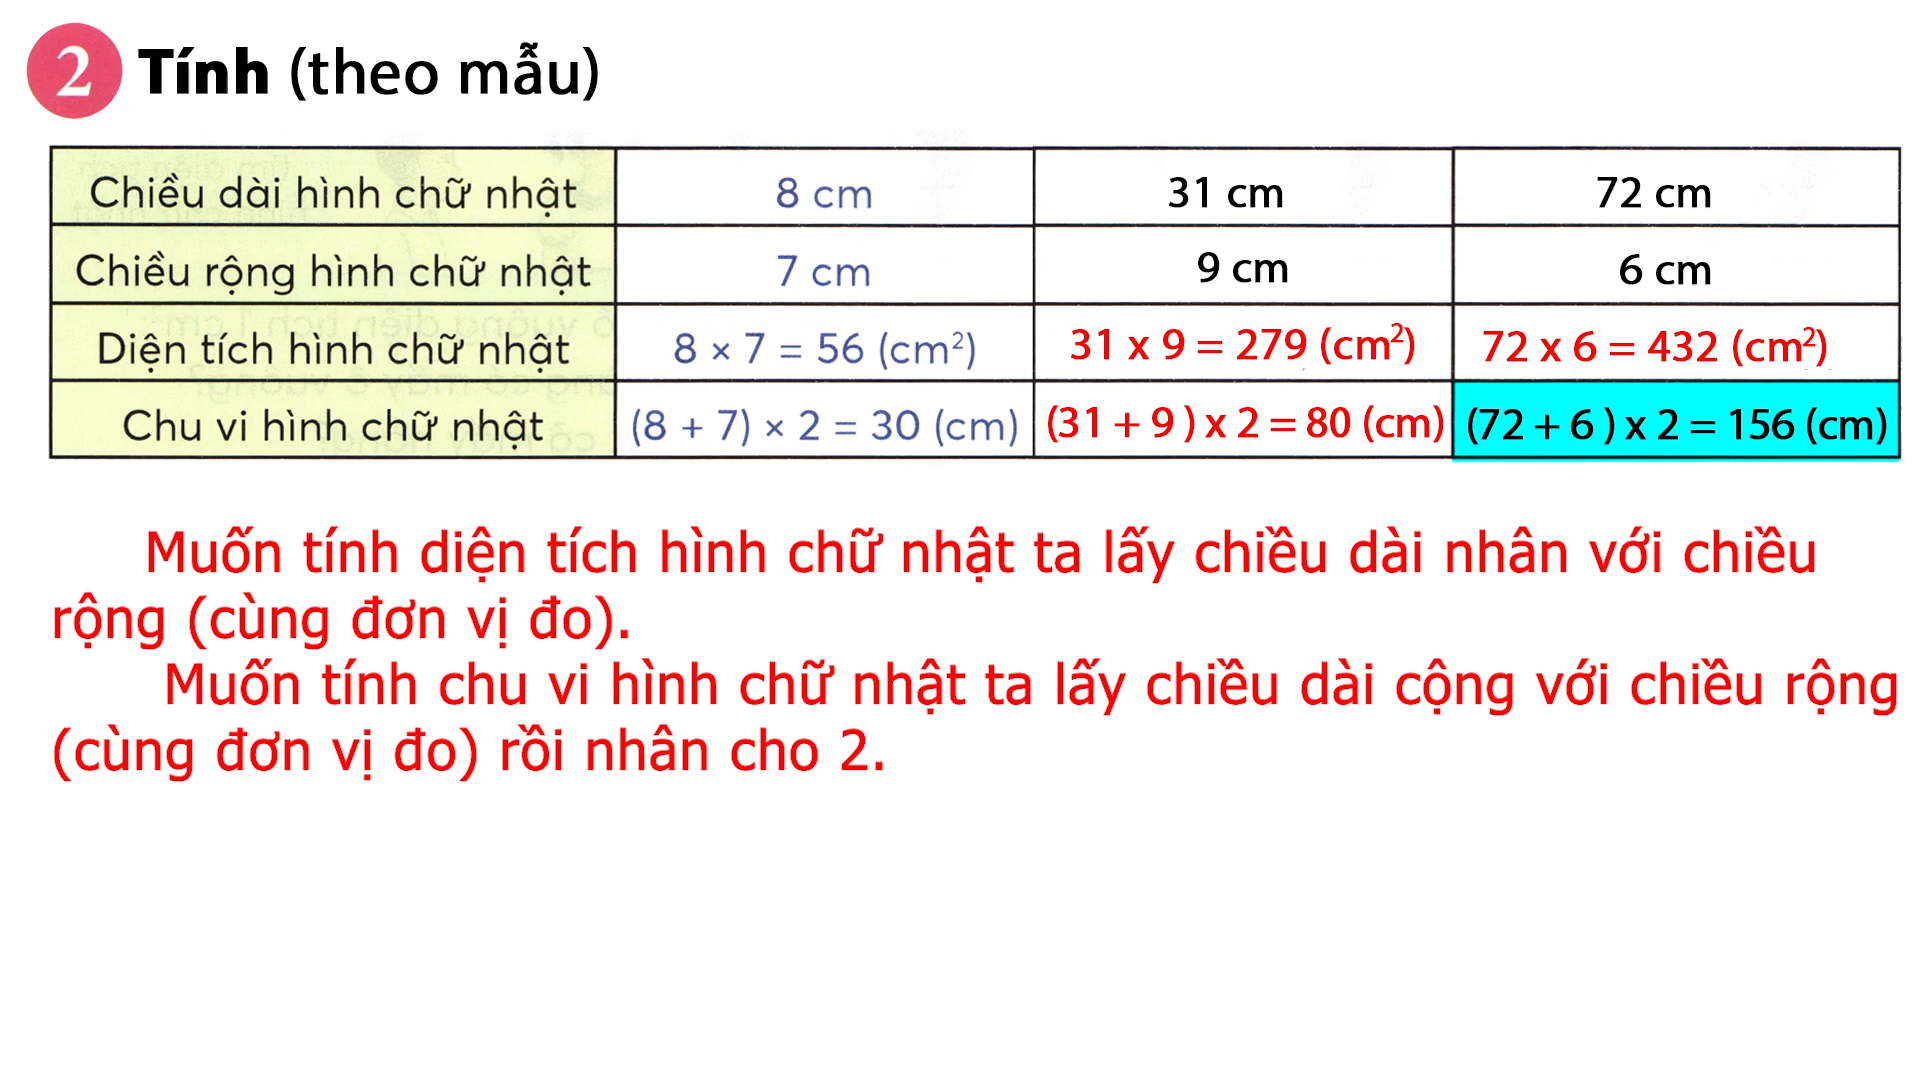 2 Tính (theo mẫu)
Chiều dài hình chữ nhật 8 cm 31 cm 72 cm
Chiều rộng hình chữ nhật 7 cm 9 cm 6 cm
Diện tích hình chữ nhật 8 × 7 = 56 (cm²) 31 x 9 = 279 (cm²) 72 x 6 = 432 (cm²)
Chu vi hình chữ nhật (8 + 7) × 2 = 30 (cm) (31 + 9 ) x 2 = 80 (cm) (72 + 6 ) x 2 = 156 (cm)
Muốn tính diện tích hình chữ nhật ta lấy chiều dài nhân với chiều
rộng (cùng đơn vị đo).
Muốn tính chu vi hình chữ nhật ta lấy chiều dài cộng với chiều rộng
(cùng đơn vị đo) rồi nhân cho 2.